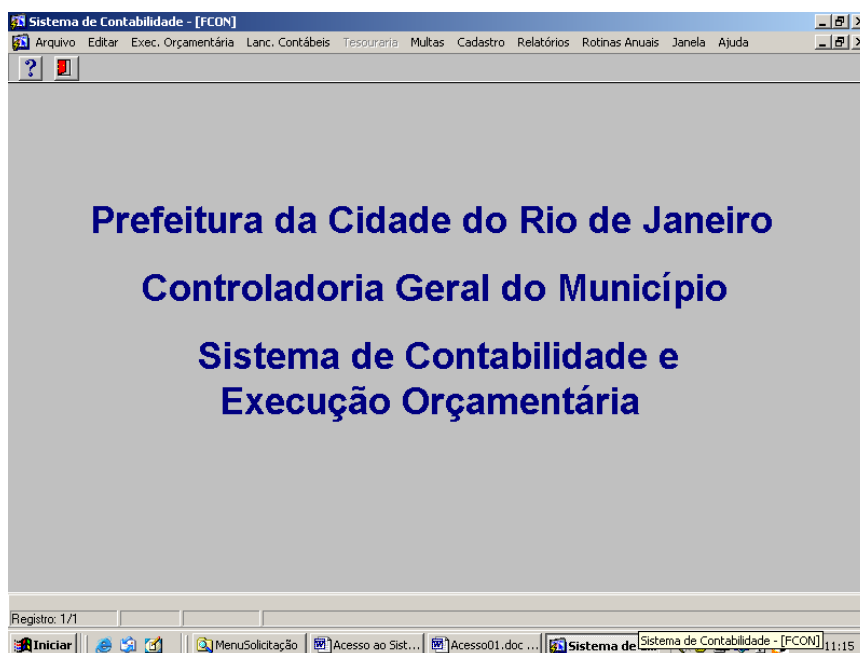 Sistema de Contabilidade - [FCON]
Arquivo Editar Exec. Orçamentária Lanc. Contábeis Tesouraria Multas Cadastro Relatórios Rotinas Anuais Janela Ajuda
?
Prefeitura da Cidade do Rio de Janeiro
Controladoria Geral do Município
Sistema de Contabilidade e
Execução Orçamentária
Registro: 1/1
Iniciar MenuSolicitação Acesso ao Sist... Acesso01.doc ... Sistema de Sistema de Contabilidade - [FCON] 11:15